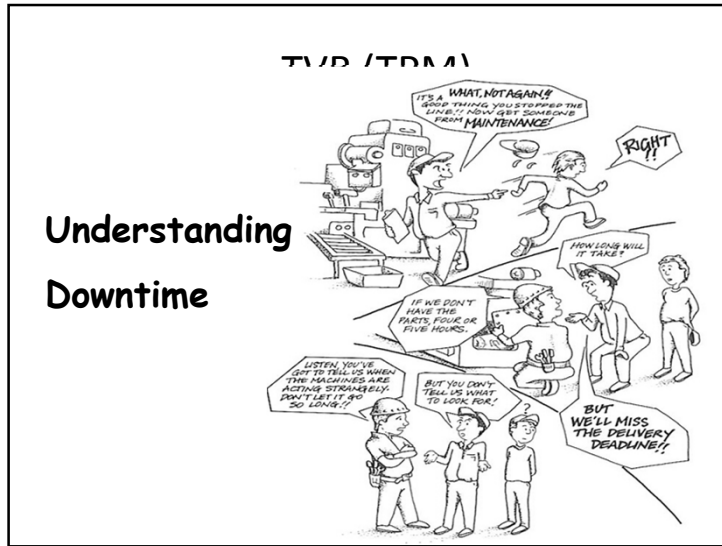 TVB (TPM)
WHAT, NOT AGAIN!!
IT'S A
GOOD THING YOU STOPPED THE
LINE!! NOW GET SOMEONE
FROM MAINTENANCE!
RIGHT
!!
Understanding
Downtime
HOW LONG WILL
IT TAKE?
IF WE DON'T
HAVE THE
PARTS, FOUR OR
FIVE HOURS.
BUT
WE'LL MISS
THE DELIVERY
DEADLINE!!
LISTEN, YOU'VE
GOT TO TELL US WHEN
THE MACHINES ARE
ACTING STRANGELY.
DON'T LET IT GO
SO LONG!!
BUT YOU DON'T
TELL US WHAT
TO LOOK FOR!
?